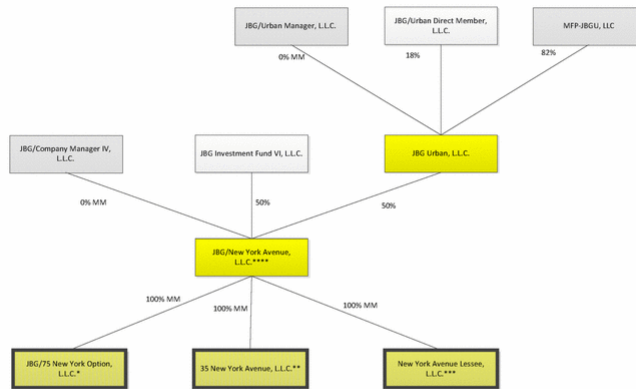 JBG/Urban Manager, L.L.C.
JBG/Urban Direct Member,
L.L.C.
MFP-JBGU, LLC
0% MM
18%
82%
JBG/Company Manager IV,
L.L.C.
JBG Investment Fund VI, L.L.C.
JBG Urban, L.L.C.
0% MM
50%
50%
JBG/New York Avenue,
L.L.C.****
100% MM
100% MM
100% MM
JBG/75 New York Option,
L.L.C.*
35 New York Avenue, L.L.C.**
New York Avenue Lessee,
L.L.C.***